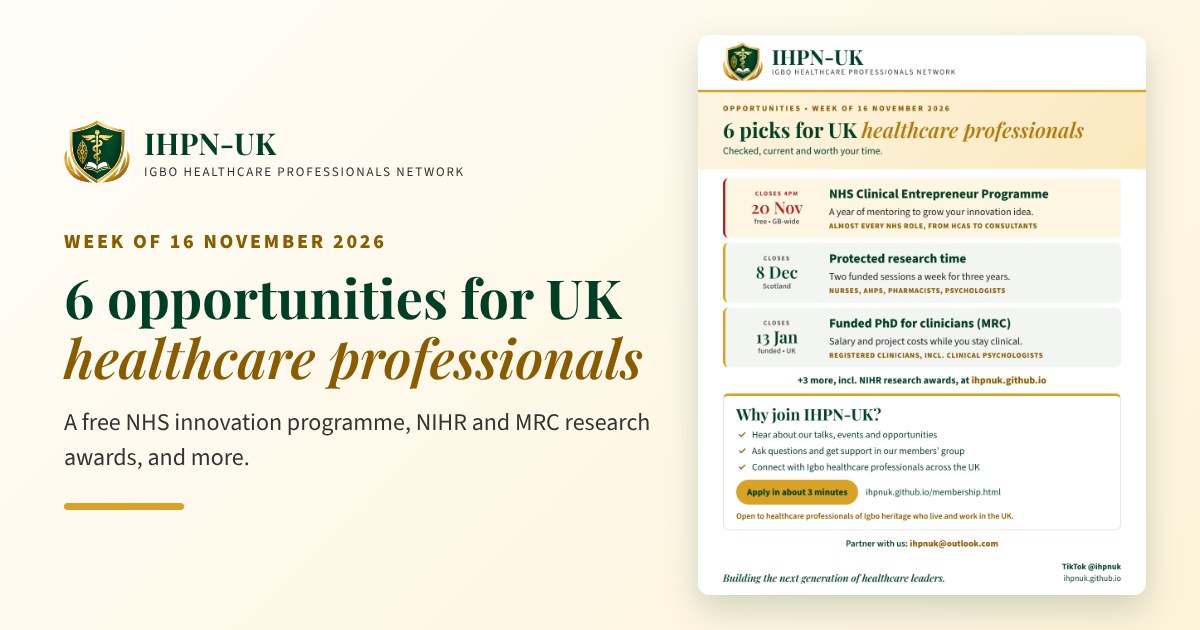 IHPN-UK
IGBO HEALTHCARE PROFESSIONALS NETWORK
WEEK OF 16 NOVEMBER 2026
6 opportunities for UK
healthcare professionals
A free NHS innovation programme, NIHR and MRC research
awards, and more.
IHPN-UK
IGBO HEALTHCARE PROFESSIONALS NETWORK
OPPORTUNITIES • WEEK OF 16 NOVEMBER 2026
6 picks for UK healthcare professionals
Checked, current and worth your time.
CLOSES 4PM
20 Nov
free • GB-wide
NHS Clinical Entrepreneur Programme
A year of mentoring to grow your innovation idea.
ALMOST EVERY NHS ROLE, FROM HCAS TO CONSULTANTS
CLOSES
8 Dec
Scotland
Protected research time
Two funded sessions a week for three years.
NURSES, AHPS, PHARMACISTS, PSYCHOLOGISTS
CLOSES
13 Jan
funded • UK
Funded PhD for clinicians (MRC)
Salary and project costs while you stay clinical.
REGISTERED CLINICIANS, INCL. CLINICAL PSYCHOLOGISTS
+3 more, incl. NIHR research awards, at ihpnuk.github.io
Why join IHPN-UK?
✓ Hear about our talks, events and opportunities
✓ Ask questions and get support in our members' group
✓ Connect with Igbo healthcare professionals across the UK
Apply in about 3 minutes ihpnuk.github.io/membership.html
Open to healthcare professionals of Igbo heritage who live and work in the UK.
Partner with us: ihpnuk@outlook.com
Building the next generation of healthcare leaders.
TikTok @ihpnuk
ihpnuk.github.io